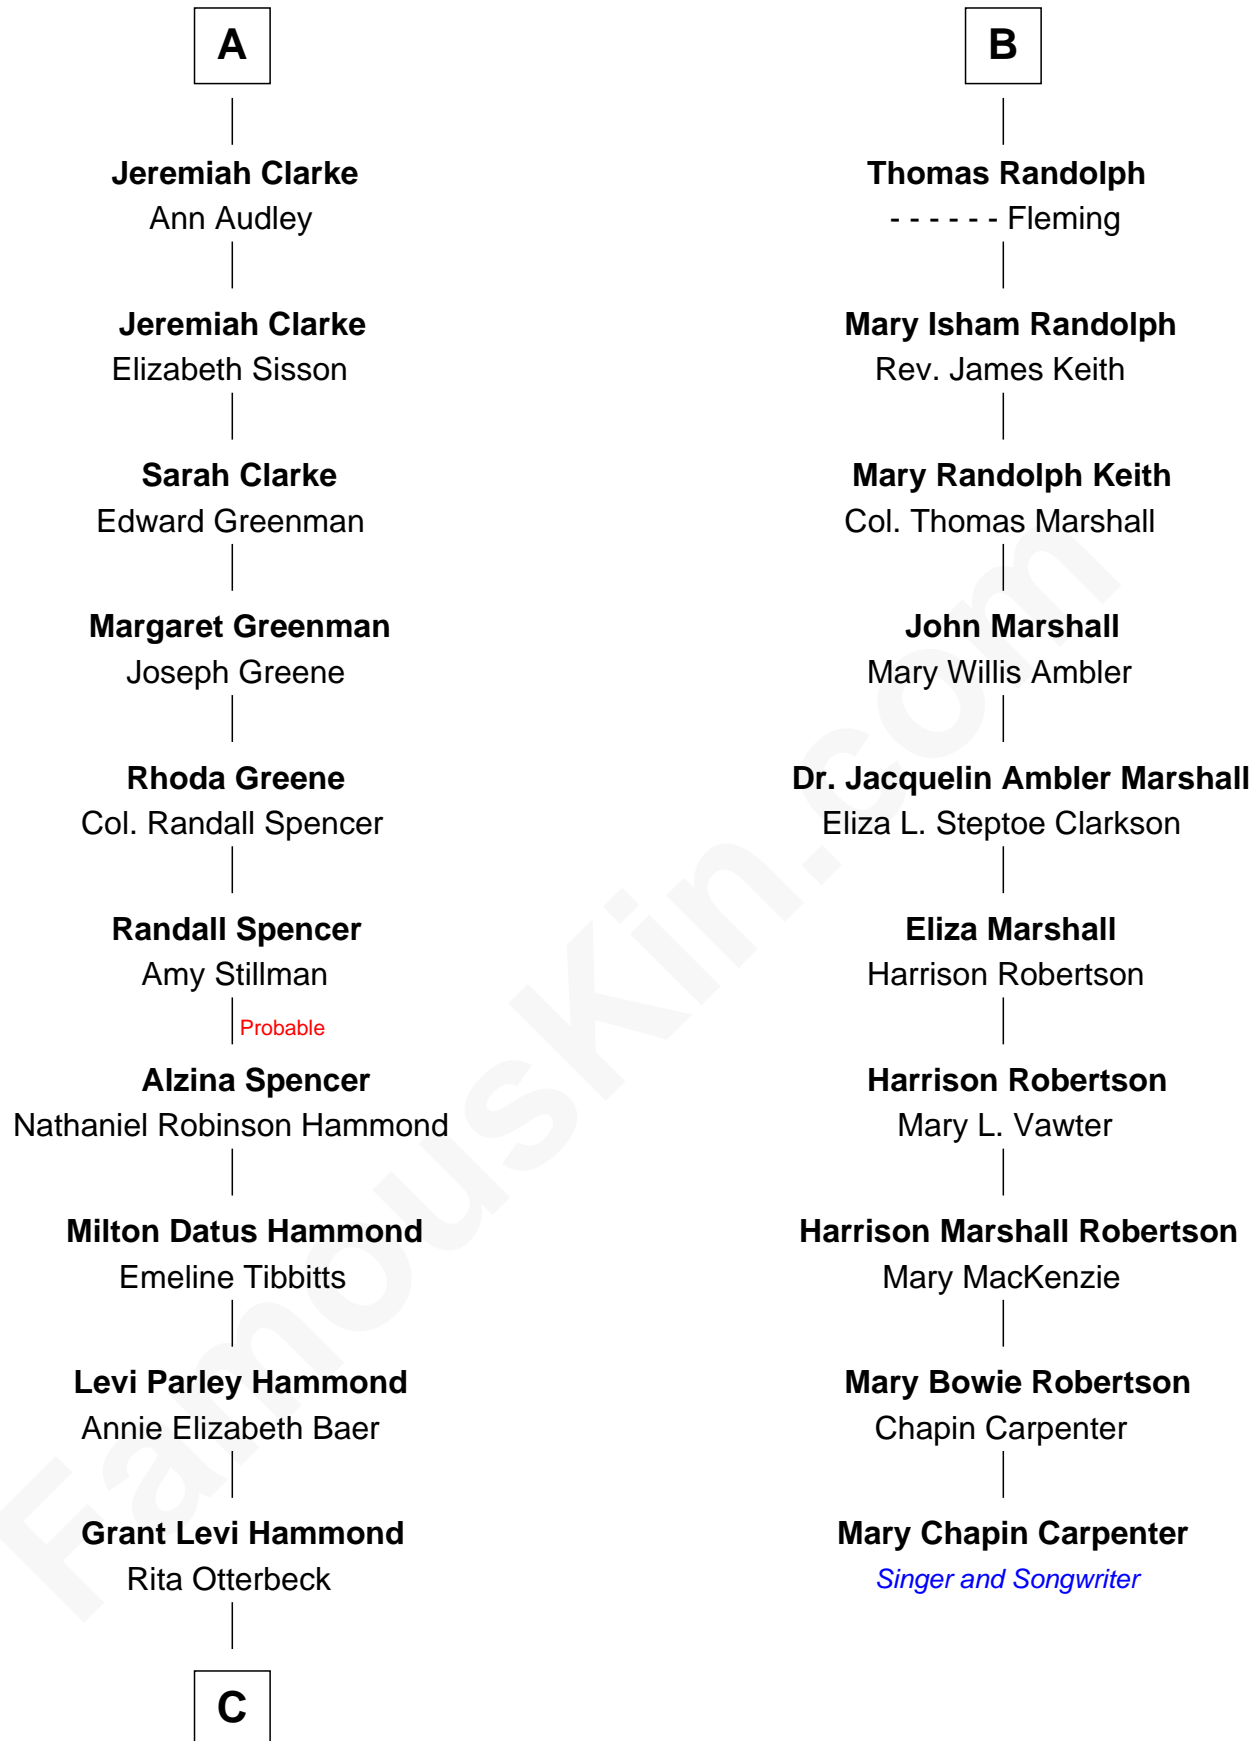 A
Jeremiah Clarke
Ann Audley
Jeremiah Clarke
Elizabeth Sisson
Sarah Clarke
Edward Greenman
Margaret Greenman
Joseph Greene
Rhoda Greene
Col. Randall Spencer
Randall Spencer
Amy Stillman
Probable
Alzina Spencer
Nathaniel Robinson Hammond
Milton Datus Hammond
Emeline Tibbitts
Levi Parley Hammond
Annie Elizabeth Baer
Grant Levi Hammond
Rita Otterbeck
C
B
Thomas Randolph
- - - - - - Fleming
Mary Isham Randolph
Rev. James Keith
Mary Randolph Keith
Col. Thomas Marshall
John Marshall
Mary Willis Ambler
Dr. Jacquelin Ambler Marshall
Eliza L. Steptoe Clarkson
Eliza Marshall
Harrison Robertson
Harrison Robertson
Mary L. Vawter
Harrison Marshall Robertson
Mary MacKenzie
Mary Bowie Robertson
Chapin Carpenter
Mary Chapin Carpenter
Singer and Songwriter
FamousKin.com